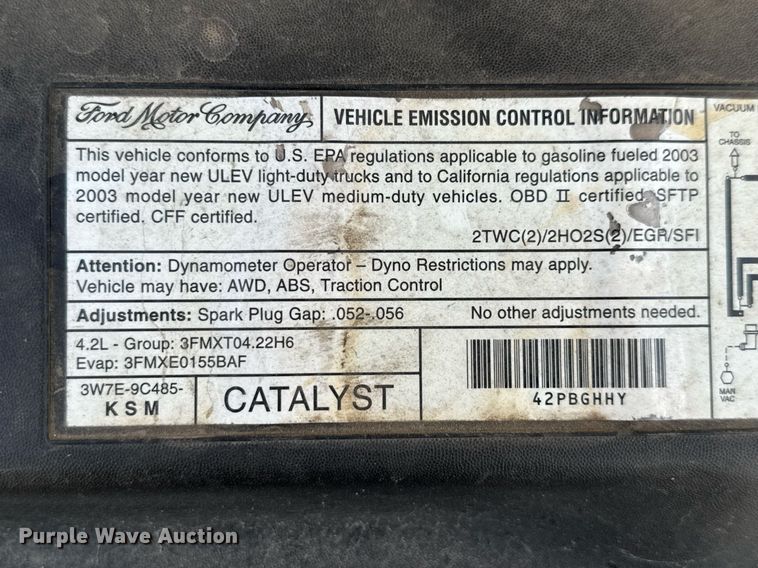 Ford Motor Company,
VEHICLE EMISSION CONTROL INFORMATION
This vehicle conforms to U.S. EPA regulations applicable to gasoline fueled 2003
model year new ULEV light-duty trucks and to California regulations applicable to
2003 model year new ULEV medium-duty vehicles. OBD II certified, SFTP
certified. CFF certified.
2TWC(2)/2HO2S(2)/EGR/SFI
Attention: Dynamometer Operator – Dyno Restrictions may apply.
Vehicle may have: AWD, ABS, Traction Control
Adjustments: Spark Plug Gap: .052-.056 No other adjustments needed.
4.2L - Group: 3FMXT04.22H6
Evap: 3FMXE0155BAF
3W7E-9C485-
KSM
CATALYST
42PBGHHY
VACUUM
TO
CHASSIS
MAN
VAC
Purple Wave Auction